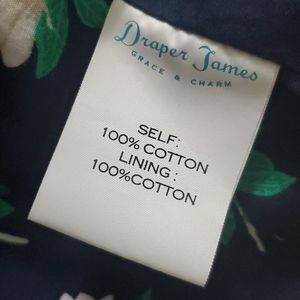 Draper James
GRACE & CHARM
SELF:
100% COTTON
LINING :
100%COTTON